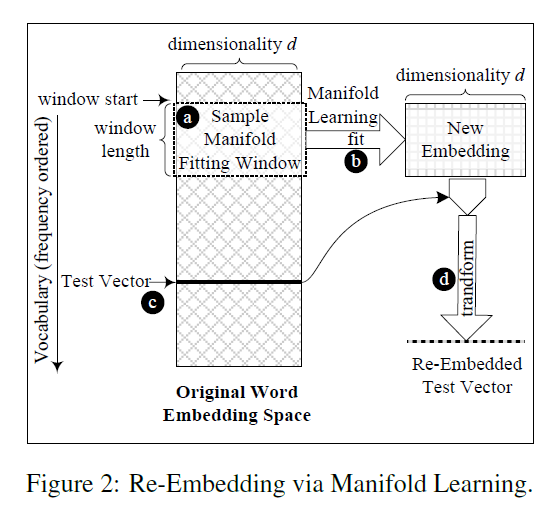 dimensionality d
dimensionality d
window start
Manifold
Learning
fit
b
a Sample
Manifold
Fitting Window
window
length
New
Embedding
Vocabulary (frequency ordered)
Test Vector
c
d
trandform
Re-Embedded
Test Vector
Original Word
Embedding Space
Figure 2: Re-Embedding via Manifold Learning.